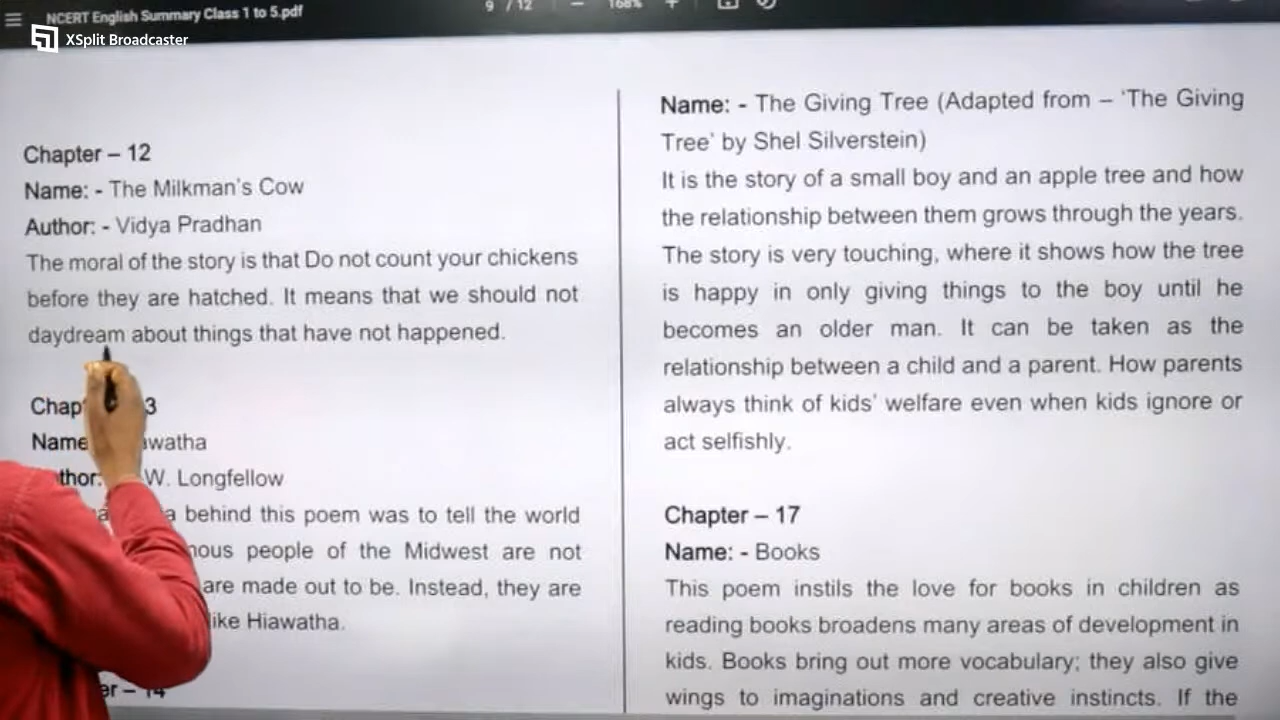 NCERT English Summary Class 1 to 5.pdf
9 / 12
168%
XSplit Broadcaster
Chapter – 12
Name: - The Milkman's Cow
Author: - Vidya Pradhan
The moral of the story is that Do not count your chickens
before they are hatched. It means that we should not
daydream about things that have not happened.
Chap 3
Name awatha
thor: W. Longfellow
a behind this poem was to tell the world
nous people of the Midwest are not
are made out to be. Instead, they are
like Hiawatha.
er – 14
Name: - The Giving Tree (Adapted from – 'The Giving
Tree' by Shel Silverstein)
It is the story of a small boy and an apple tree and how
the relationship between them grows through the years.
The story is very touching, where it shows how the tree
is happy in only giving things to the boy until he
becomes an older man. It can be taken as the
relationship between a child and a parent. How parents
always think of kids' welfare even when kids ignore or
act selfishly.
Chapter – 17
Name: - Books
This poem instils the love for books in children as
reading books broadens many areas of development in
kids. Books bring out more vocabulary; they also give
wings to imaginations and creative instincts. If the